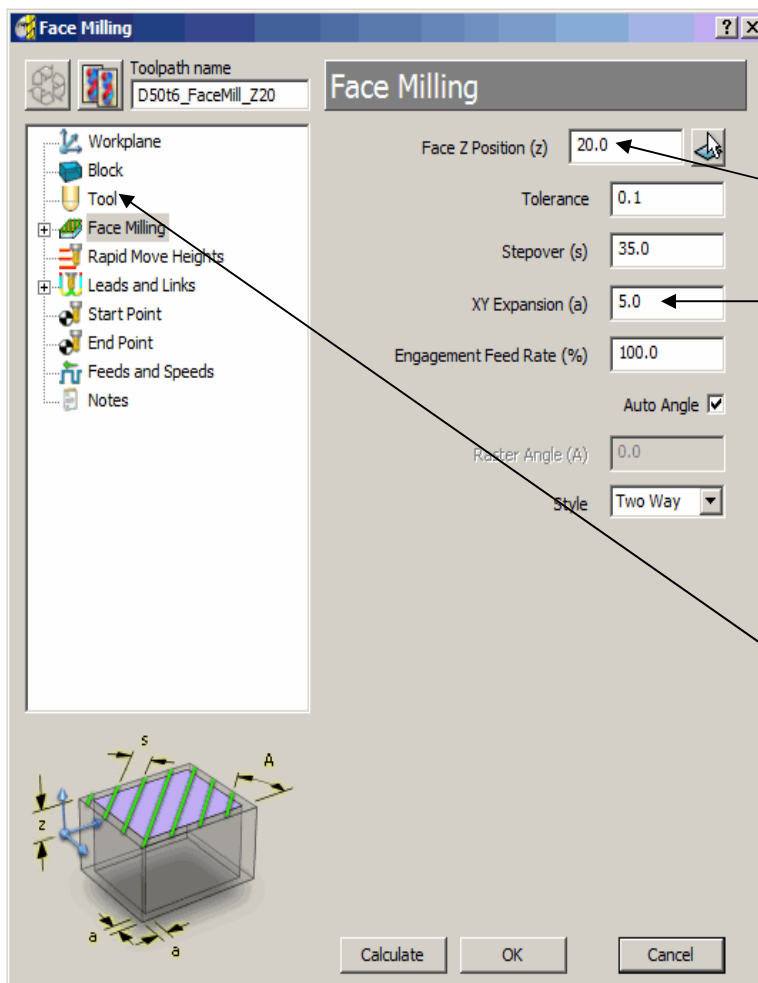 Face Milling
Toolpath name
D50t6_FaceMill_Z20
Face Milling
Workplane
Block
Tool
Face Milling
Rapid Move Heights
Leads and Links
Start Point
End Point
Feeds and Speeds
Notes
Face Z Position (z) 20.0
Tolerance 0.1
Stepover (s) 35.0
XY Expansion (a) 5.0
Engagement Feed Rate (%) 100.0
Auto Angle
Raster Angle (A) 0.0
Style Two Way
s
A
z
a
a
Calculate OK Cancel